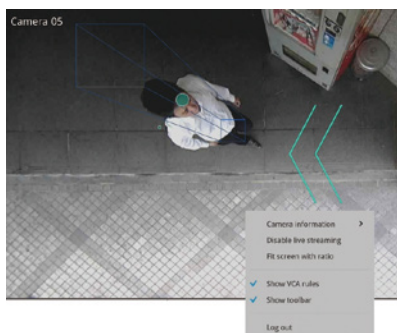 Camera 05
Camera information
Disable live streaming
Fit screen with ratio
Show VCA rules
Show toolbar
Log out